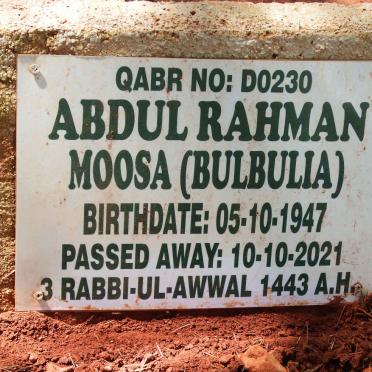 QABR NO: D0230
ABDUL RAHMAN
MOOSA (BULBULIA)
BIRTHDATE: 05-10-1947
PASSED AWAY: 10-10-2021
3 RABBI-UL-AWWAL 1443 A.H.